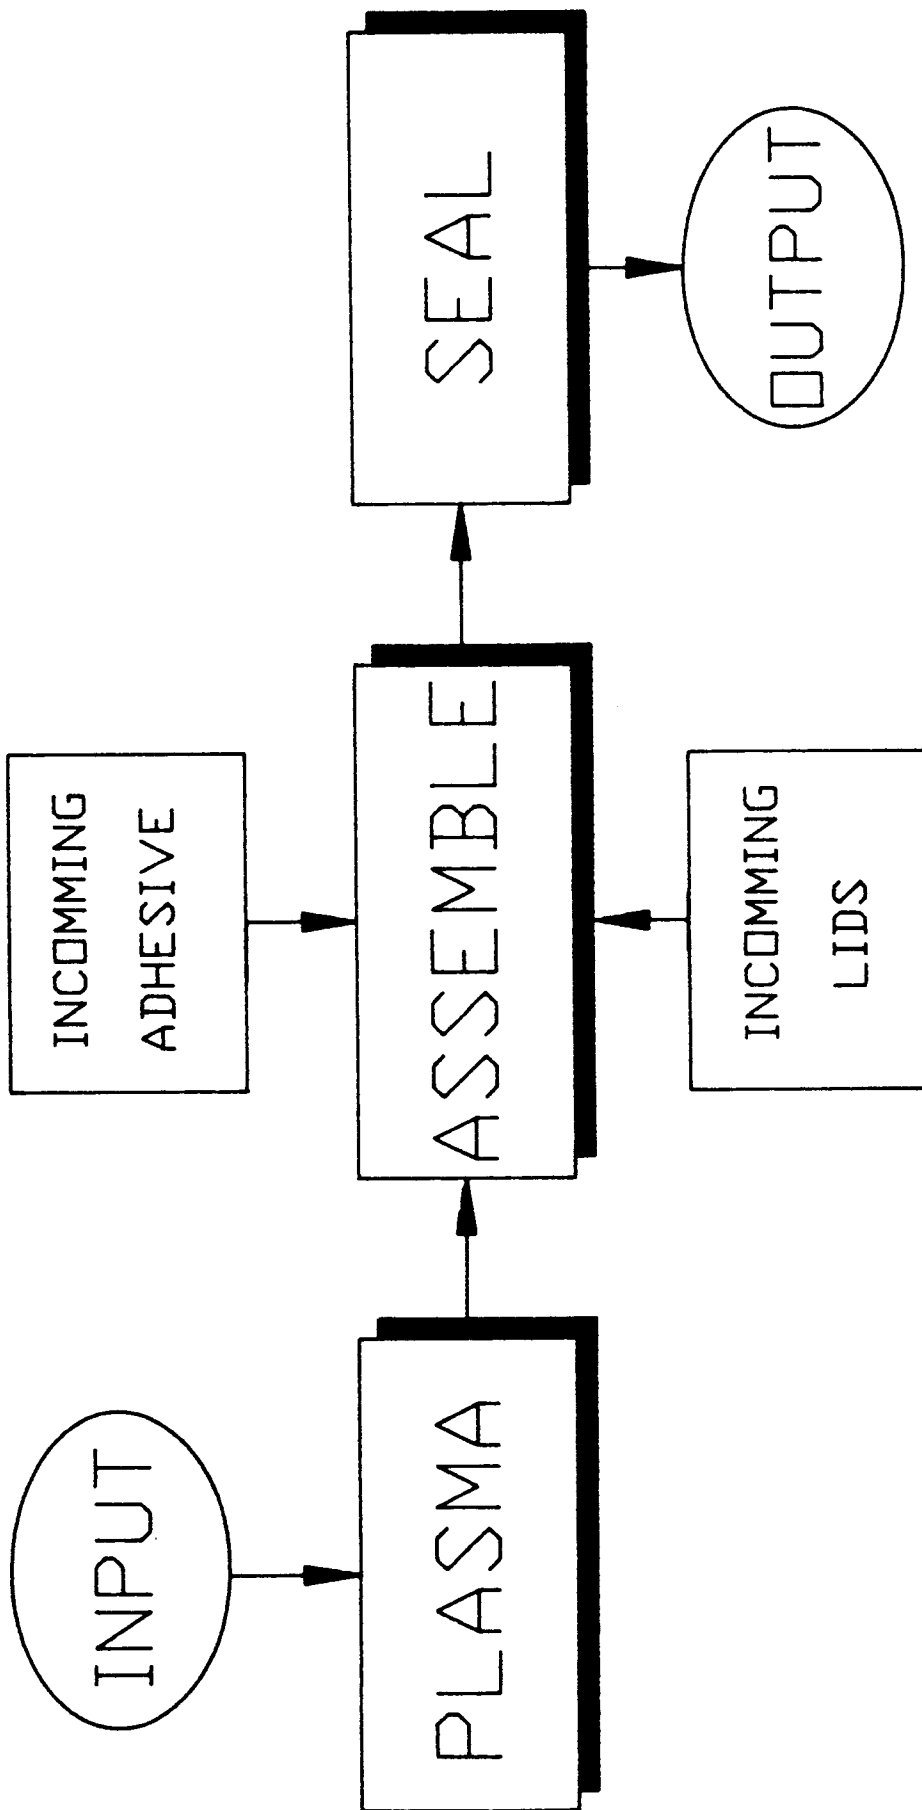 INPUT
PLASMA
INCOMMING
ADHESIVE
ASSEMBLE
INCOMMING
LIDS
SEAL
OUTPUT